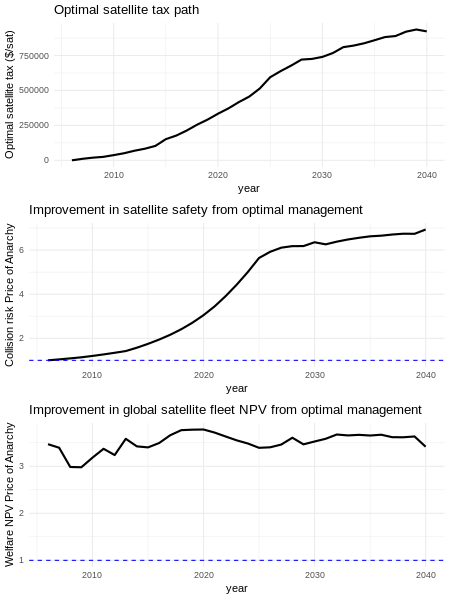 Optimal satellite tax path
Optimal satellite tax ($/sat)
750000
500000
250000
0
2010 2020 2030 2040
year
Improvement in satellite safety from optimal management
Collision risk Price of Anarchy
6
4
2
2010 2020 2030 2040
year
Improvement in global satellite fleet NPV from optimal management
Welfare NPV Price of Anarchy
3
1
2010 2020 2030 2040
year